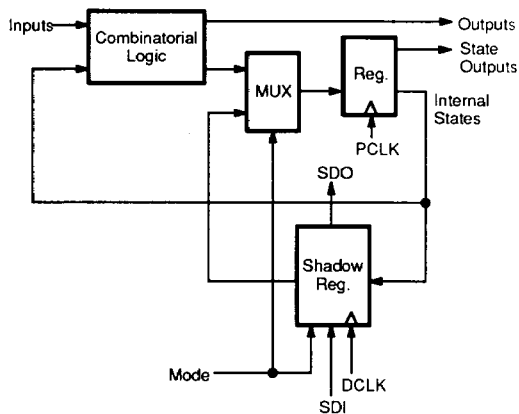 Inputs
Combinatorial
Logic
Outputs
State
Outputs
MUX
Reg.
Internal
States
PCLK
SDO
Shadow
Reg.
Mode
DCLK
SDI